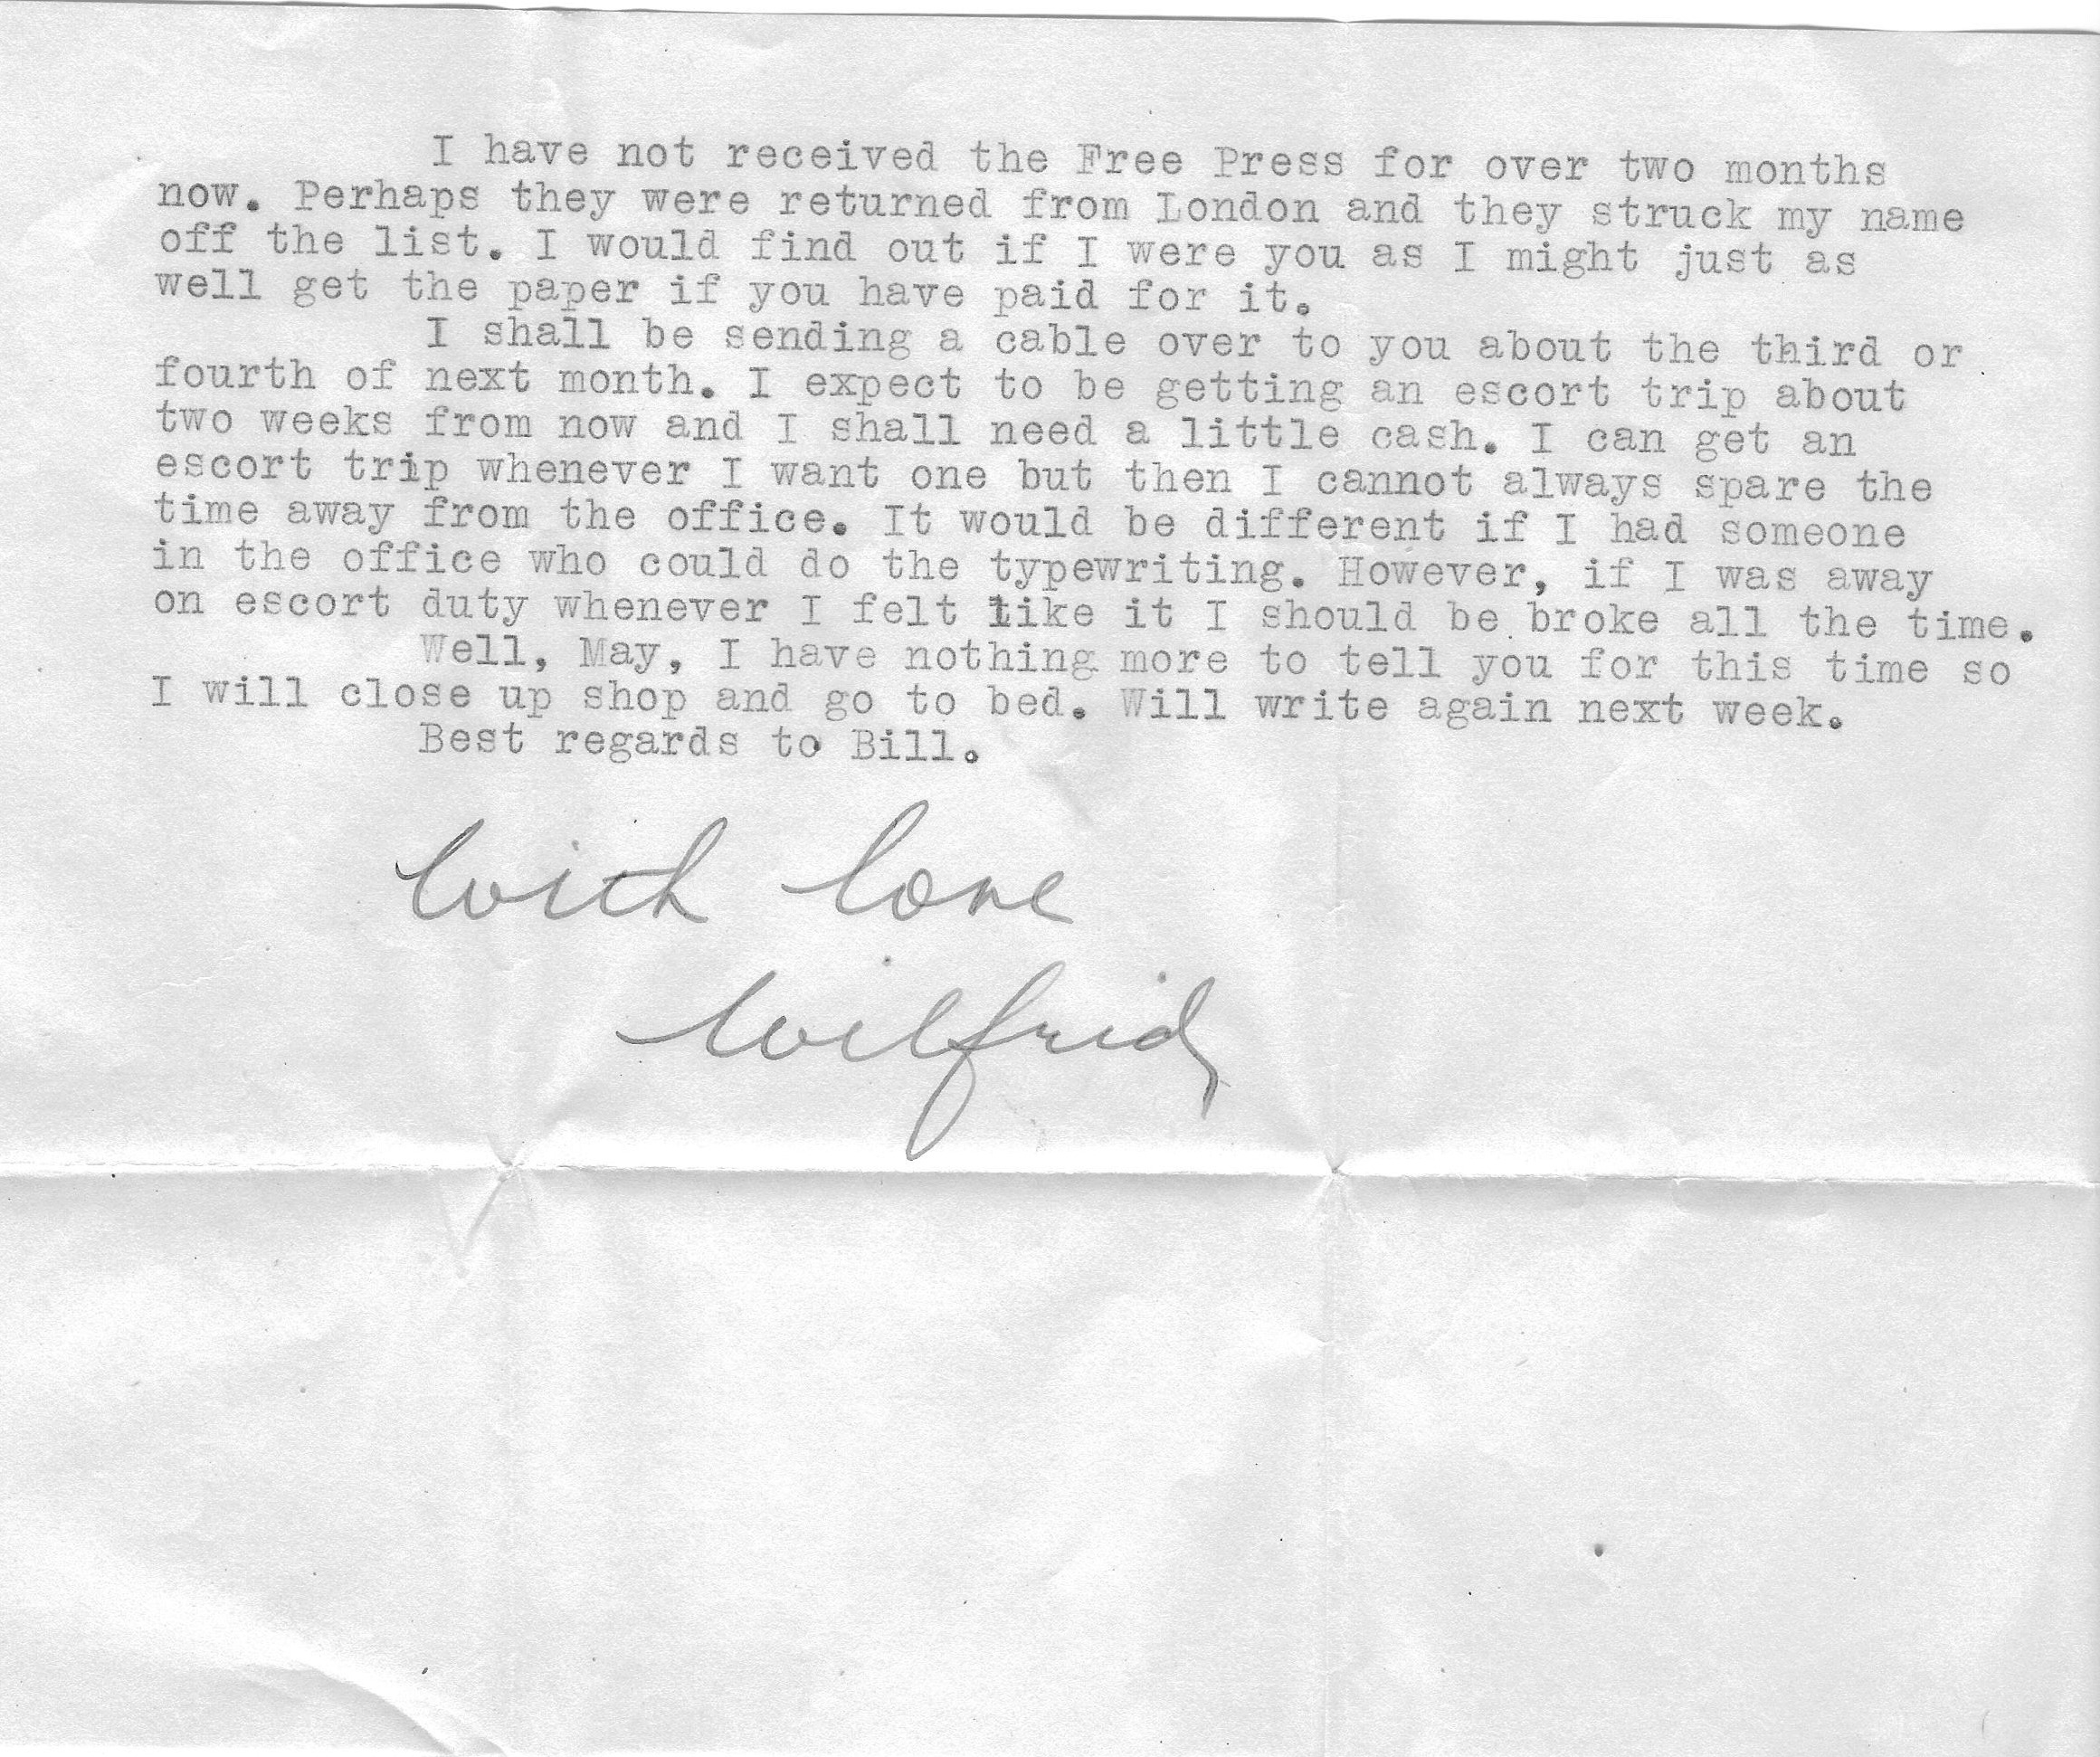 I have not received the Free Press for over two months
now. Perhaps they were returned from London and they struck my name
off the list. I would find out if I were you as I might just as
well get the paper if you have paid for it.
I shall be sending a cable over to you about the third or
fourth of next month. I expect to be getting an escort trip about
two weeks from now and I shall need a little cash. I can get an
escort trip whenever I want one but then I cannot always spare the
time away from the office. It would be different if I had someone
in the office who could do the typewriting. However, if I was away
on escort duty whenever I felt like it I should be broke all the time.
Well, May, I have nothing more to tell you for this time so
I will close up shop and go to bed. Will write again next week.
Best regards to Bill.
With love
Wilfrid